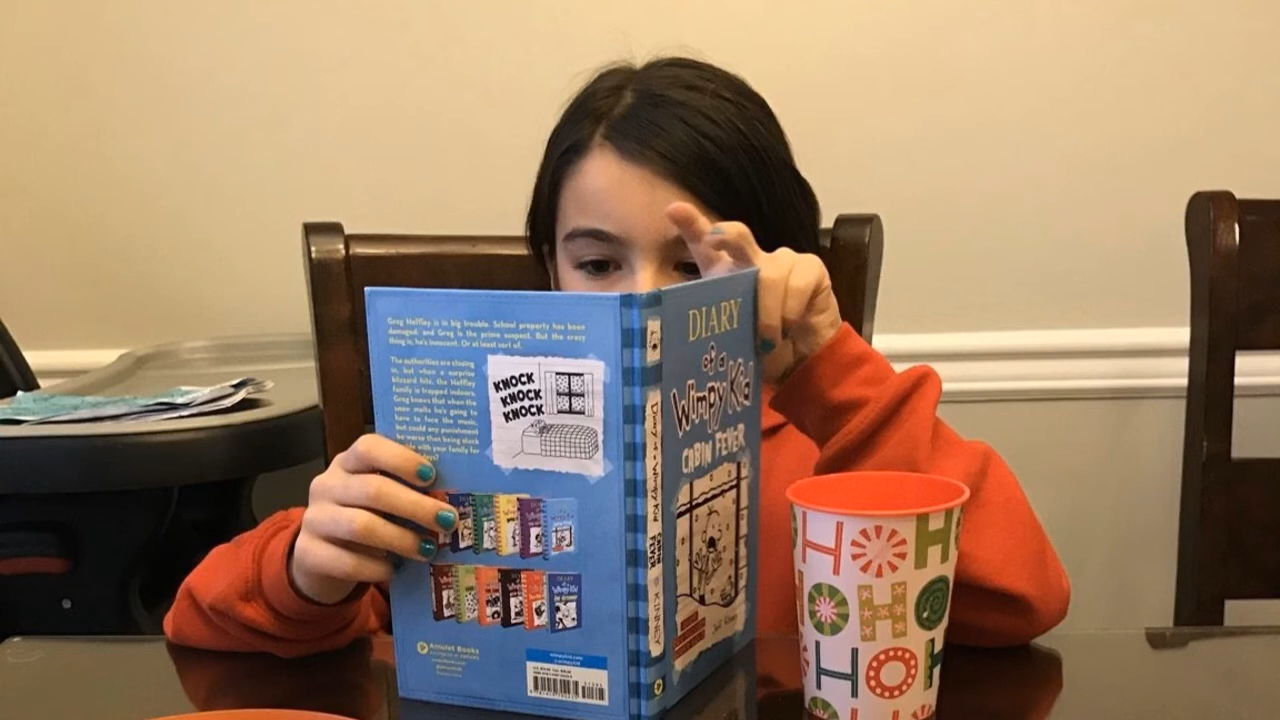 Greg Heffley is in big trouble. School property has been
damaged, and Greg is the prime suspect. But the crazy
thing is, he's innocent. Or at least sort of.
The authorities are closing
in, but when a surprise
blizzard hits, the Heffley
family is trapped indoors.
Greg knows that when the
snow melts he's going to
have to face the music,
but could any punishment
be worse than being stuck
with your family for
KNOCK
KNOCK
KNOCK
Amulet Books
Diary of a Wimpy Kid
CABIN FEVER
KINNEY
DIARY
of a
Wimpy Kid
CABIN FEVER
Jeff Kinney
HO
HO
HO